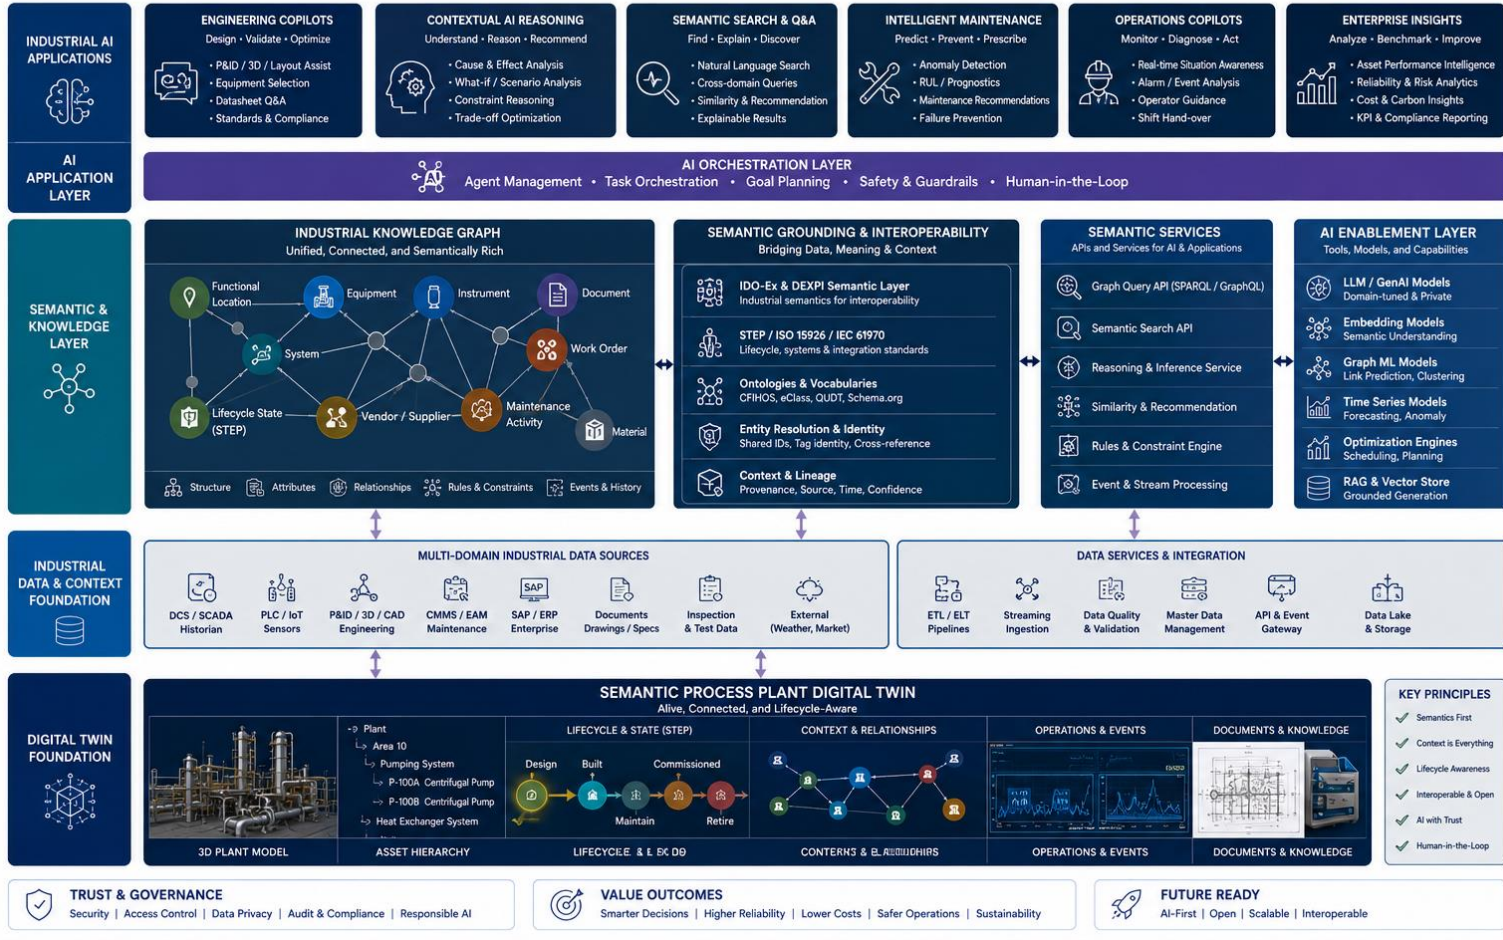 INDUSTRIAL AI
APPLICATIONS
ENGINEERING COPILOTS
Design • Validate • Optimize
• P&ID / 3D / Layout Assist
• Equipment Selection
• Datasheet Q&A
• Standards & Compliance
CONTEXTUAL AI REASONING
Understand • Reason • Recommend
• Cause & Effect Analysis
• What-if / Scenario Analysis
• Constraint Reasoning
• Trade-off Optimization
SEMANTIC SEARCH & Q&A
Find • Explain • Discover
• Natural Language Search
• Cross-domain Queries
• Similarity & Recommendation
• Explainable Results
INTELLIGENT MAINTENANCE
Predict • Prevent • Prescribe
• Anomaly Detection
• RUL / Prognostics
• Maintenance Recommendations
• Failure Prevention
OPERATIONS COPILOTS
Monitor • Diagnose • Act
• Real-time Situation Awareness
• Alarm / Event Analysis
• Operator Guidance
• Shift Hand-over
ENTERPRISE INSIGHTS
Analyze • Benchmark • Improve
• Asset Performance Intelligence
• Reliability & Risk Analytics
• Cost & Carbon Insights
• KPI & Compliance Reporting
AI
APPLICATION
LAYER
AI ORCHESTRATION LAYER
Agent Management • Task Orchestration • Goal Planning • Safety & Guardrails • Human-in-the-Loop
SEMANTIC &
KNOWLEDGE
LAYER
INDUSTRIAL KNOWLEDGE GRAPH
Unified, Connected, and Semantically Rich
Functional
Location
Equipment
Instrument
Document
System
Work Order
Lifecycle State
(STEP)
Vendor / Supplier
Maintenance
Activity
Material
Structure
Attributes
Relationships
Rules & Constraints
Events & History
SEMANTIC GROUNDING & INTEROPERABILITY
Bridging Data, Meaning & Context
IDO-Ex & DEXPI Semantic Layer
Industrial semantics for interoperability
STEP / ISO 15926 / IEC 61970
Lifecycle, systems & integration standards
Ontologies & Vocabularies
CFIHOS, eClass, QUDT, Schema.org
Entity Resolution & Identity
Shared IDs, Tag identity, Cross-reference
Context & Lineage
Provenance, Source, Time, Confidence
SEMANTIC SERVICES
APIs and Services for AI & Applications
Graph Query API (SPARQL / GraphQL)
Semantic Search API
Reasoning & Inference Service
Similarity & Recommendation
Rules & Constraint Engine
Event & Stream Processing
AI ENABLEMENT LAYER
Tools, Models, and Capabilities
LLM / GenAI Models
Domain-tuned & Private
Embedding Models
Semantic Understanding
Graph ML Models
Link Prediction, Clustering
Time Series Models
Forecasting, Anomaly
Optimization Engines
Scheduling, Planning
RAG & Vector Store
Grounded Generation
INDUSTRIAL
DATA & CONTEXT
FOUNDATION
MULTI-DOMAIN INDUSTRIAL DATA SOURCES
DCS / SCADA
Historian
PLC / IoT
Sensors
P&ID / 3D / CAD
Engineering
CMMS / EAM
Maintenance
SAP
SAP / ERP
Enterprise
Documents
Drawings / Specs
Inspection
& Test Data
External
(Weather, Market)
DATA SERVICES & INTEGRATION
ETL / ELT
Pipelines
Streaming
Ingestion
Data Quality
& Validation
Master Data
Management
API & Event
Gateway
Data Lake
& Storage
DIGITAL TWIN
FOUNDATION
SEMANTIC PROCESS PLANT DIGITAL TWIN
Alive, Connected, and Lifecycle-Aware
3D PLANT MODEL
Plant
Area 10
Pumping System
P-100A Centrifugal Pump
P-100B Centrifugal Pump
Heat Exchanger System
ASSET HIERARCHY
LIFECYCLE & STATE (STEP)
Design
Built
Commissioned
Maintain
Retire
CONTEXT & RELATIONSHIPS
OPERATIONS & EVENTS
OPERATIONS & EVENTS
DOCUMENTS & KNOWLEDGE
DOCUMENTS & KNOWLEDGE
KEY PRINCIPLES
Semantics First
Context is Everything
Lifecycle Awareness
Interoperable & Open
AI with Trust
Human-in-the-Loop
TRUST & GOVERNANCE
Security | Access Control | Data Privacy | Audit & Compliance | Responsible AI
VALUE OUTCOMES
Smarter Decisions | Higher Reliability | Lower Costs | Safer Operations | Sustainability
FUTURE READY
AI-First | Open | Scalable | Interoperable